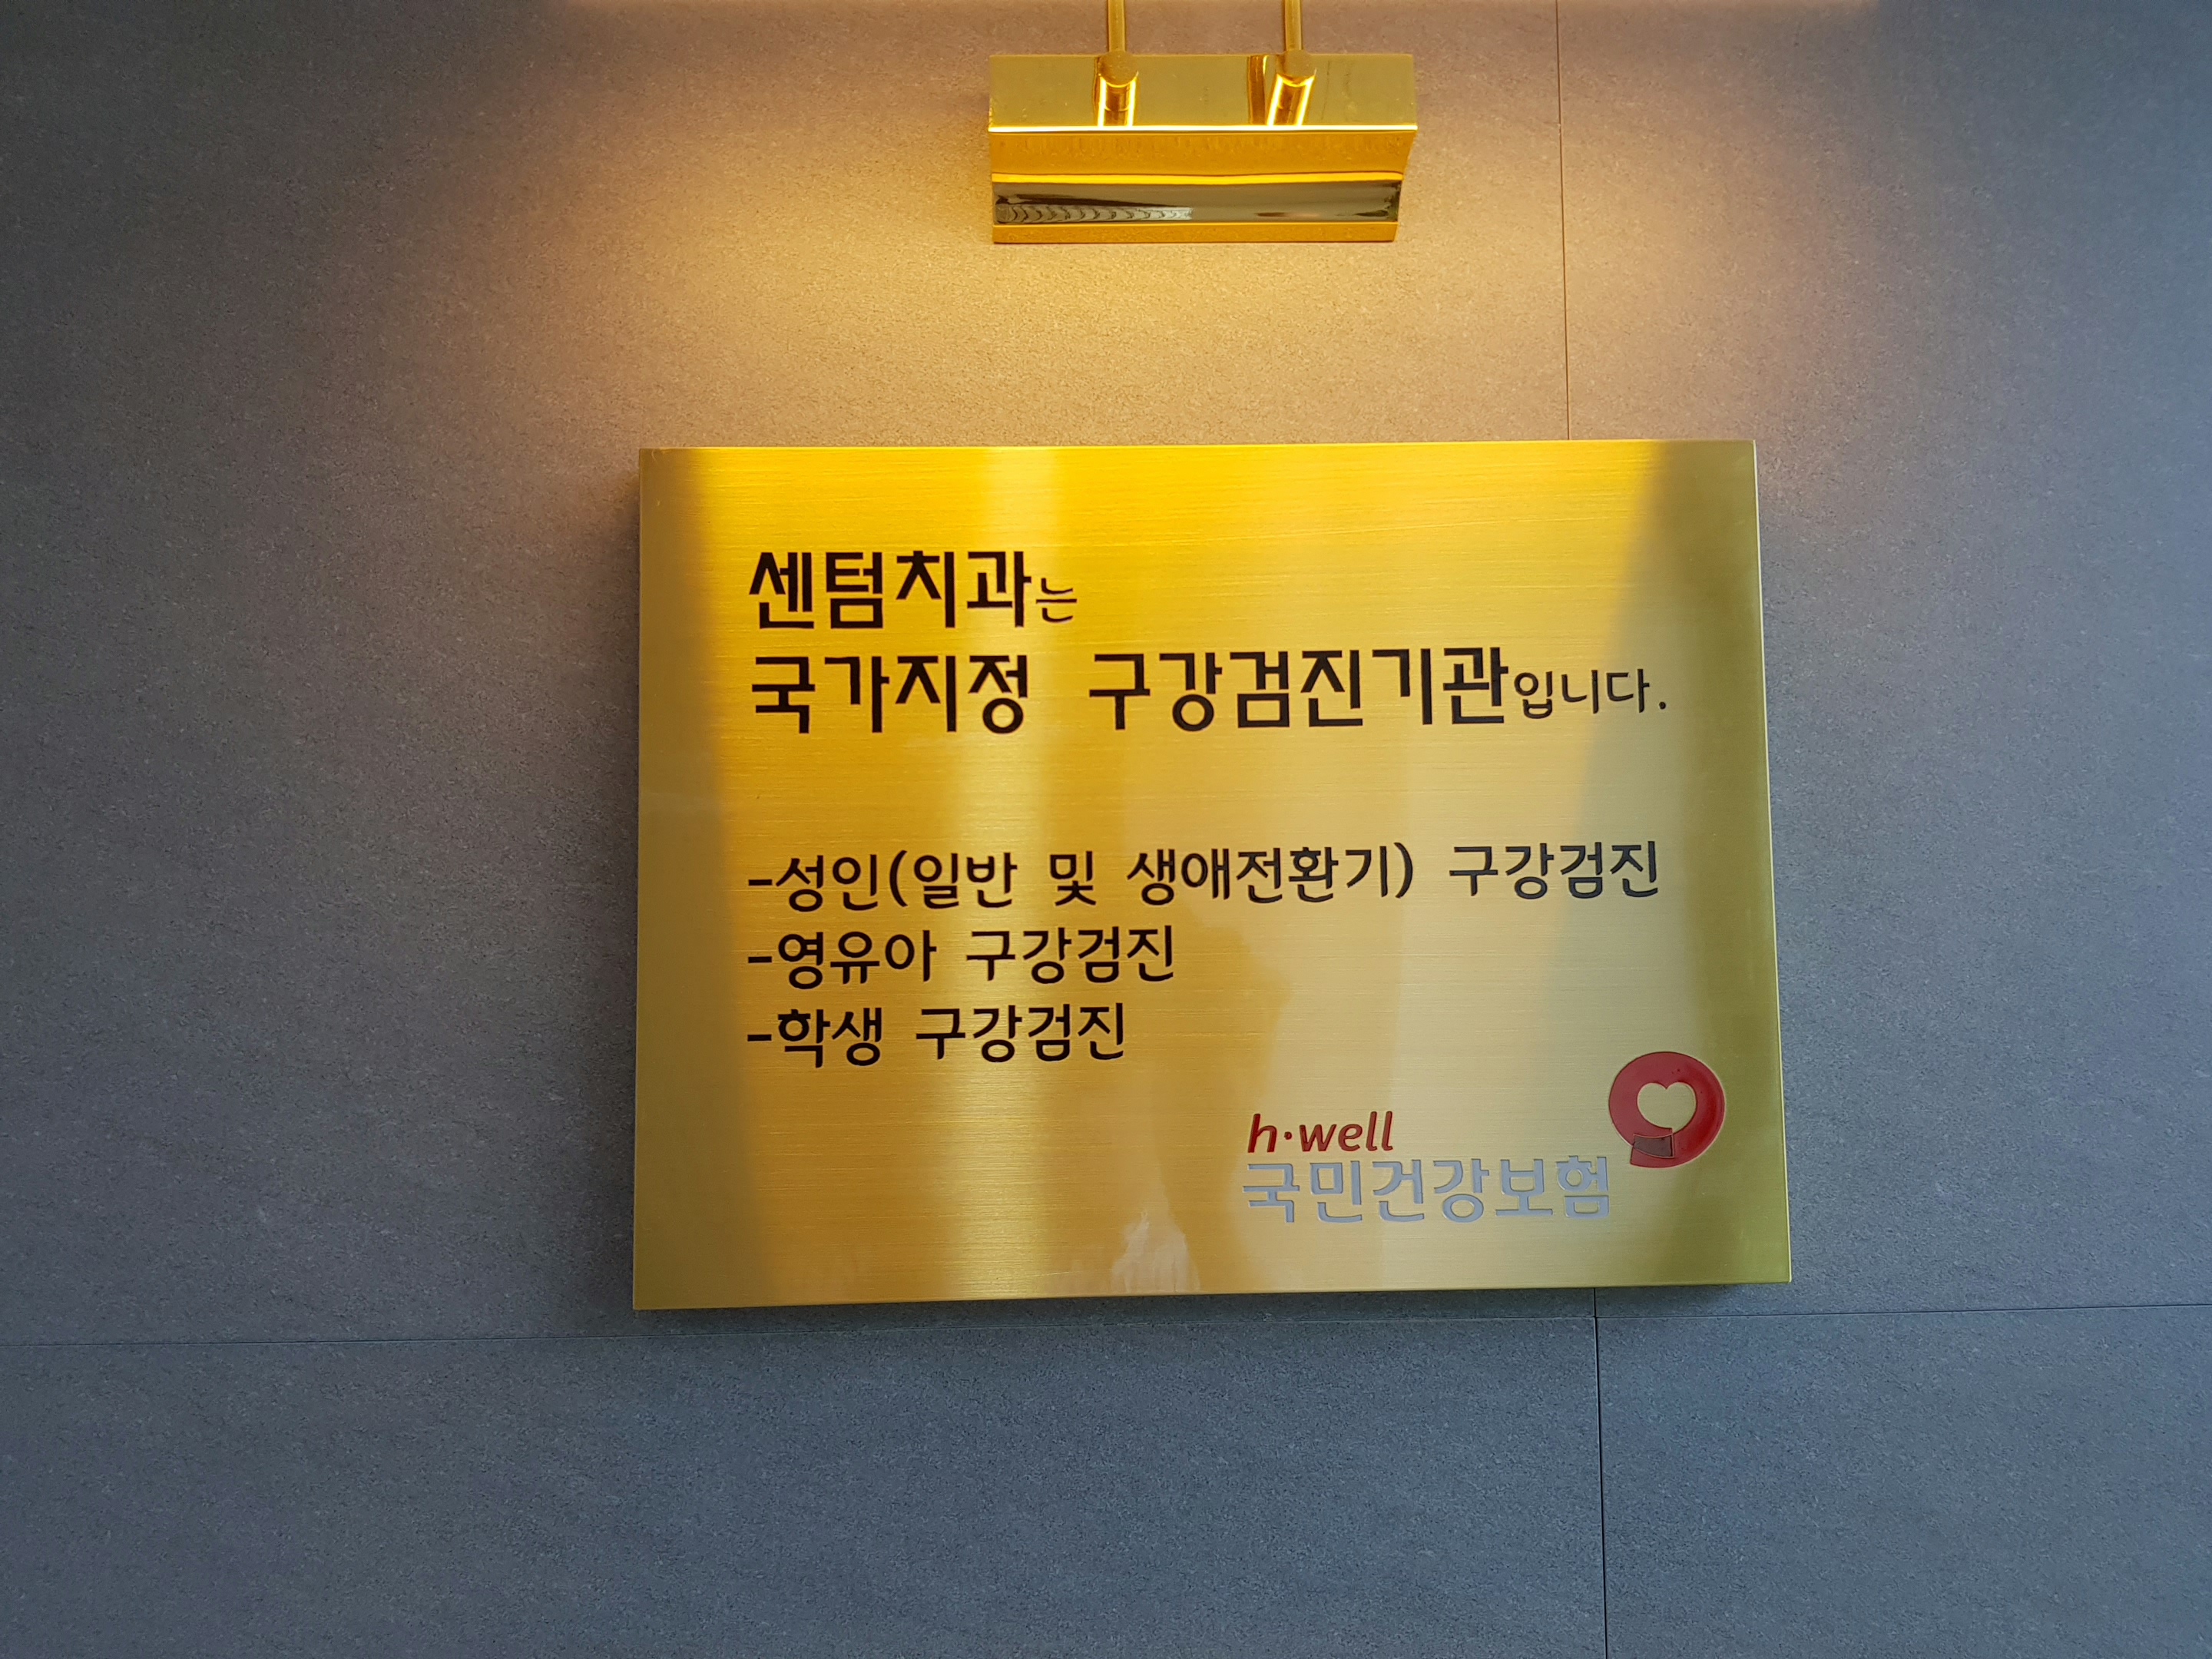 센텀치과는
국가지정 구강검진기관입니다.
-성인(일반 및 생애전환기) 구강검진
-영유아 구강검진
-학생 구강검진
h·well
국민건강보험